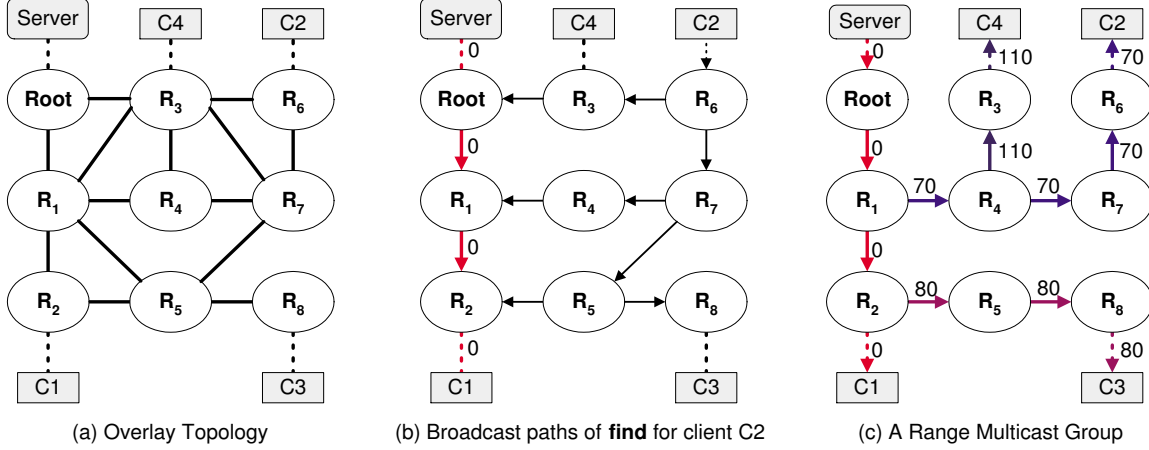 Server
C4
C2
Root
R3
R6
R1
R4
R7
R2
R5
R8
C1
C3
(a) Overlay Topology
Server
C4
C2
0
Root
R3
R6
0
R1
R4
R7
0
R2
R5
R8
0
C1
C3
(b) Broadcast paths of find for client C2
Server
C4
C2
0
110
70
Root
R3
R6
0
110
70
70
70
R1
R4
R7
0
80
80
R2
R5
R8
0
80
C1
C3
(c) A Range Multicast Group